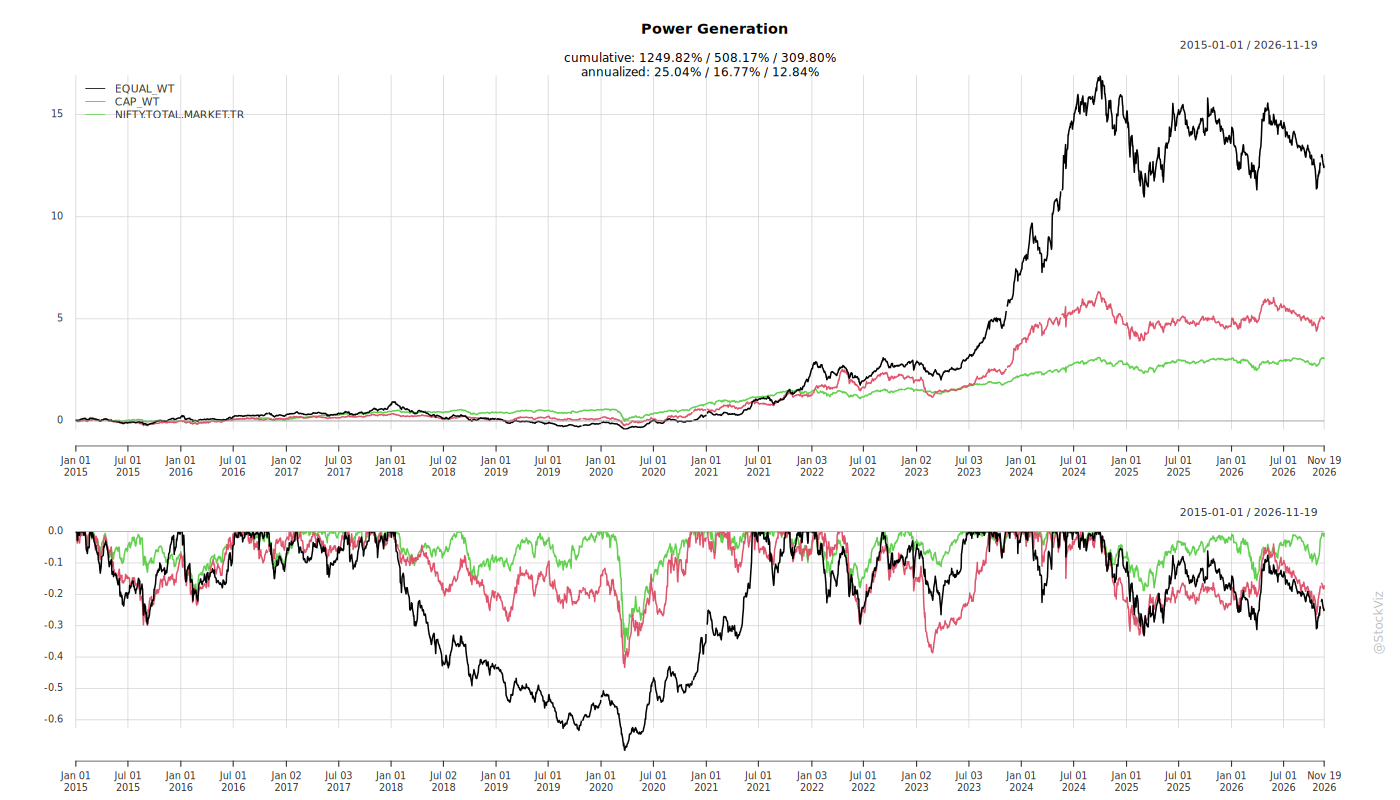 Power Generation
2015-01-01 / 2026-11-19
cumulative: 1249.82% / 508.17% / 309.80%
annualized: 25.04% / 16.77% / 12.84%
EQUAL_WT
CAP_WT
NIFTY.TOTAL.MARKET.TR
15
10
5
0
Jan 01 Jul 01 Jan 01 Jul 01 Jan 02 Jul 03 Jan 01 Jul 02 Jan 01 Jul 01 Jan 01 Jul 01 Jan 01 Jul 01 Jan 03 Jul 01 Jan 02 Jul 03 Jan 01 Jul 01 Jan 01 Jul 01 Jan 01 Jul 01 Nov 19
2015 2015 2016 2016 2017 2017 2018 2018 2019 2019 2020 2020 2021 2021 2022 2022 2023 2023 2024 2024 2025 2025 2026 2026 2026
2015-01-01 / 2026-11-19
0.0
-0.1
-0.2
-0.3
-0.4
-0.5
-0.6
Jan 01 Jul 01 Jan 01 Jul 01 Jan 02 Jul 03 Jan 01 Jul 02 Jan 01 Jul 01 Jan 01 Jul 01 Jan 01 Jul 01 Jan 03 Jul 01 Jan 02 Jul 03 Jan 01 Jul 01 Jan 01 Jul 01 Jan 01 Jul 01 Nov 19
2015 2015 2016 2016 2017 2017 2018 2018 2019 2019 2020 2020 2021 2021 2022 2022 2023 2023 2024 2024 2025 2025 2026 2026 2026
@StockViz